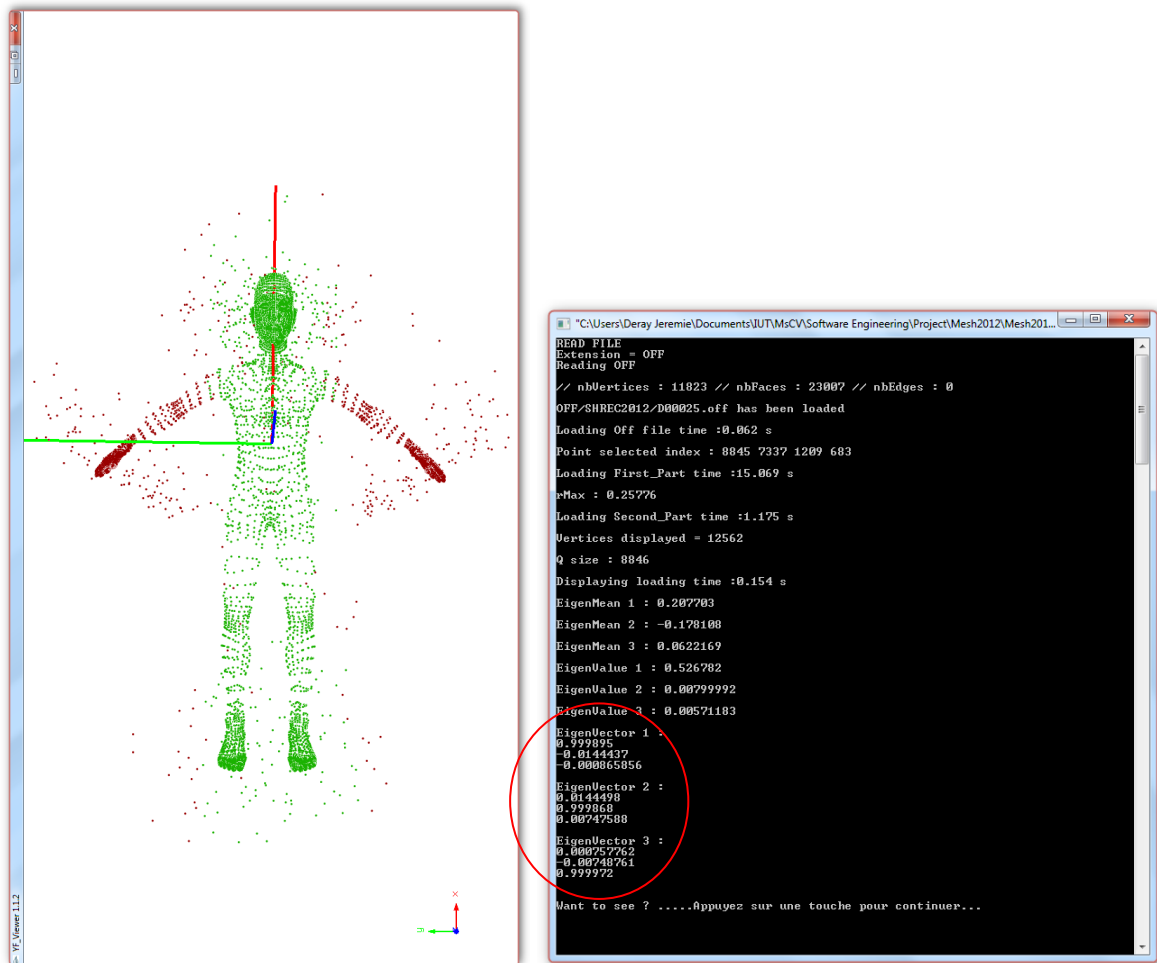 YF_Viewer 1.1.2
X
"C:\Users\Deray Jeremie\Documents\IUT\MsCV\Software Engineering\Project\Mesh2012\Mesh201...
READ FILE
Extension = OFF
Reading OFF
// nbVertices : 11823 // nbFaces : 23007 // nbEdges : 0
OFF/SHREC2012/D00025.off has been loaded
Loading Off file time :0.062 s
Point selected index : 8845 7337 1209 683
Loading First_Part time :15.069 s
rMax : 0.25776
Loading Second_Part time :1.175 s
Vertices displayed = 12562
Q size : 8846
Displaying loading time :0.154 s
EigenMean 1 : 0.207703
EigenMean 2 : -0.178108
EigenMean 3 : 0.0622169
EigenValue 1 : 0.526782
EigenValue 2 : 0.00799992
EigenValue 3 : 0.00571183
EigenVector 1 :
0.999895
-0.0144437
-0.000865856
EigenVector 2 :
0.0144498
0.999868
0.00747588
EigenVector 3 :
0.000757762
-0.00748761
0.999972
Want to see ? .....Appuyez sur une touche pour continuer...